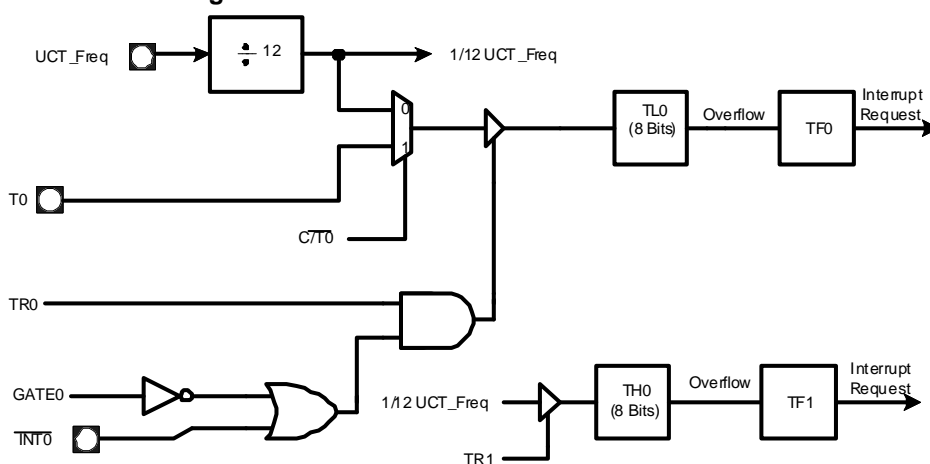 UCT_Freq
÷ 12
1/12 UCT_Freq
0
1
T0
C/T0
TL0
(8 Bits)
Overflow
TF0
Interrupt
Request
TR0
GATE0
INT0
1/12 UCT_Freq
TR1
TH0
(8 Bits)
Overflow
TF1
Interrupt
Request